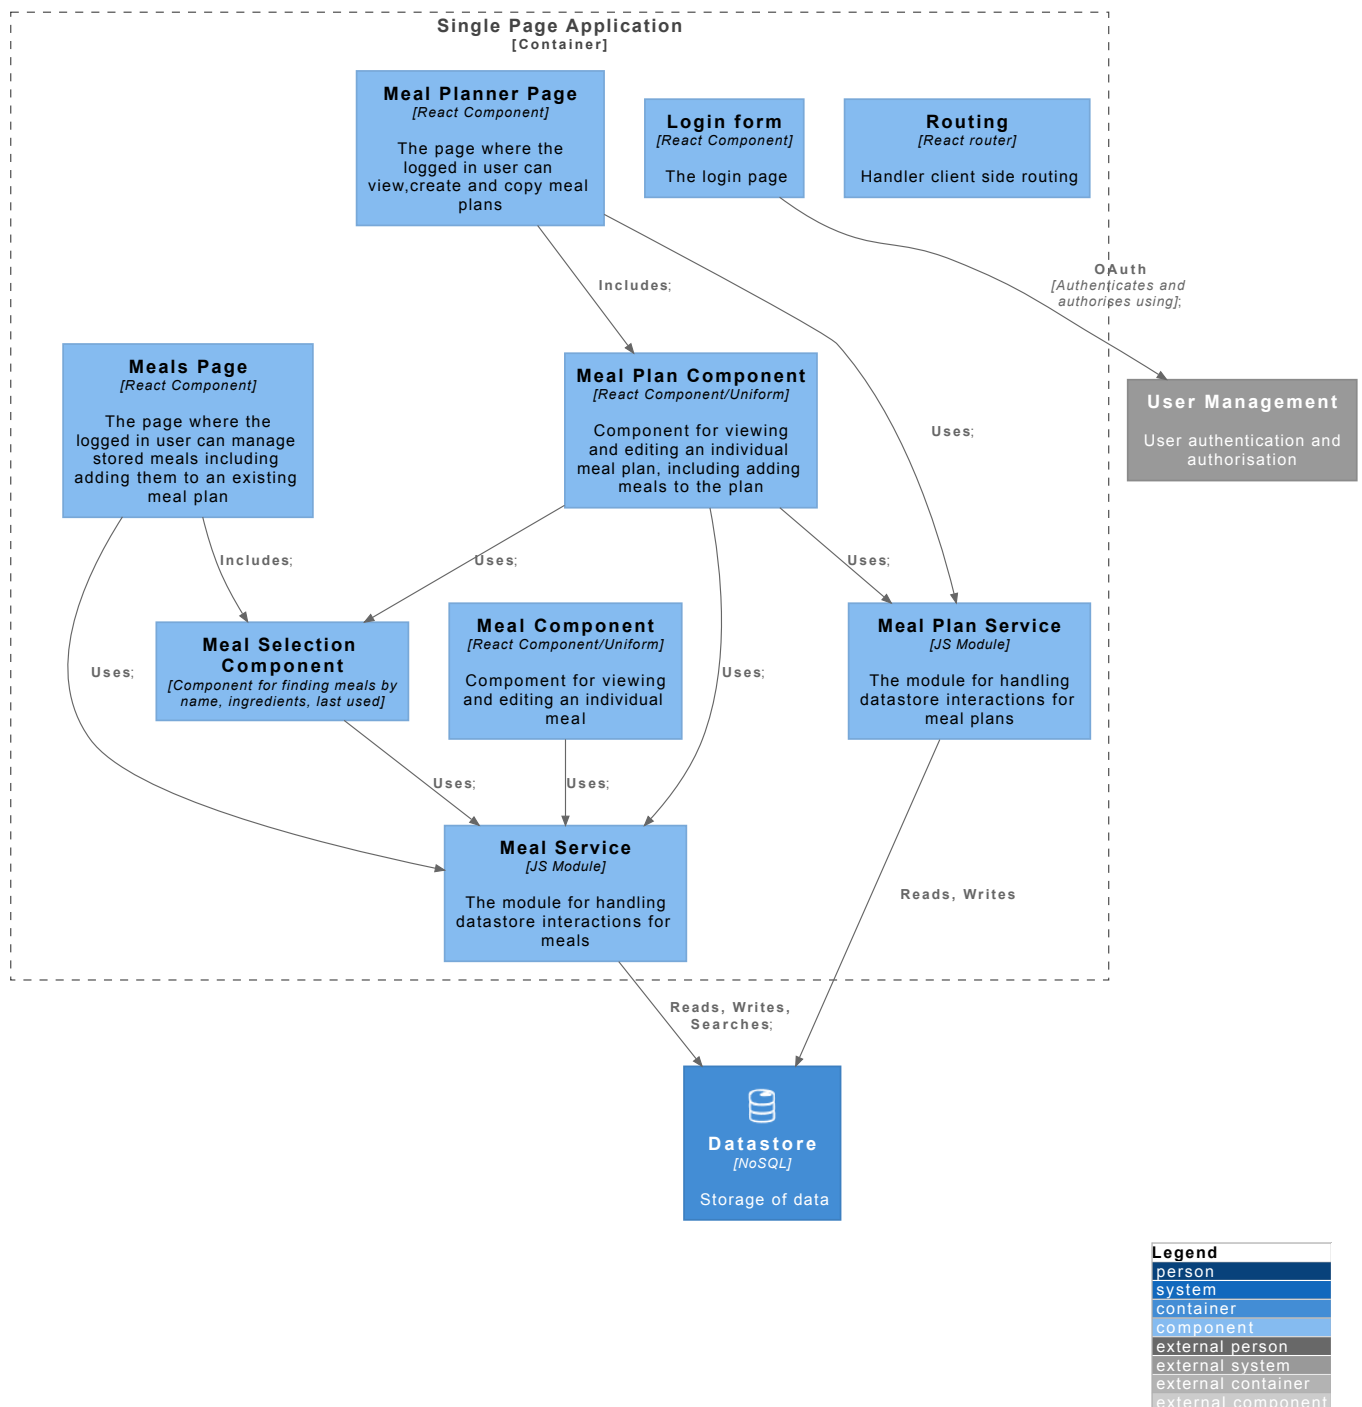 Single Page Application
[Container]
Meal Planner Page
[React Component]
The page where the
logged in user can
view,create and copy meal
plans
Login form
[React Component]
The login page
Routing
[React router]
Handler client side routing
OAuth
[Authenticates and
authorises using];
Includes;
Meals Page
[React Component]
The page where the
logged in user can manage
stored meals including
adding them to an existing
meal plan
Meal Plan Component
[React Component/Uniform]
Component for viewing
and editing an individual
meal plan, including adding
meals to the plan
Uses;
User Management
User authentication and
authorisation
Includes;
Uses;
Uses;
Meal Selection
Component
[Component for finding meals by
name, ingredients, last used]
Meal Component
[React Component/Uniform]
Compoment for viewing
and editing an individual
meal
Meal Plan Service
[JS Module]
The module for handling
datastore interactions for
meal plans
Uses;
Uses;
Uses;
Uses;
Meal Service
[JS Module]
The module for handling
datastore interactions for
meals
Reads, Writes
Reads, Writes,
Searches;
Datastore
[NoSQL]
Storage of data
Legend
person
system
container
component
external person
external system
external container
external component